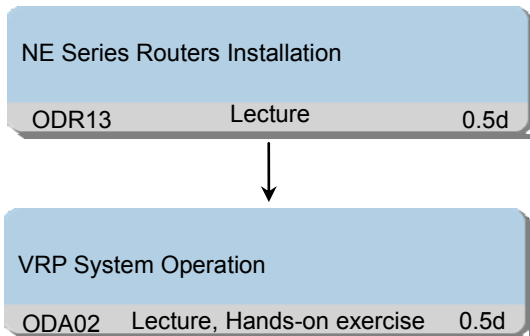 NE Series Routers Installation
ODR13 Lecture 0.5d
VRP System Operation
ODA02 Lecture, Hands-on exercise 0.5d